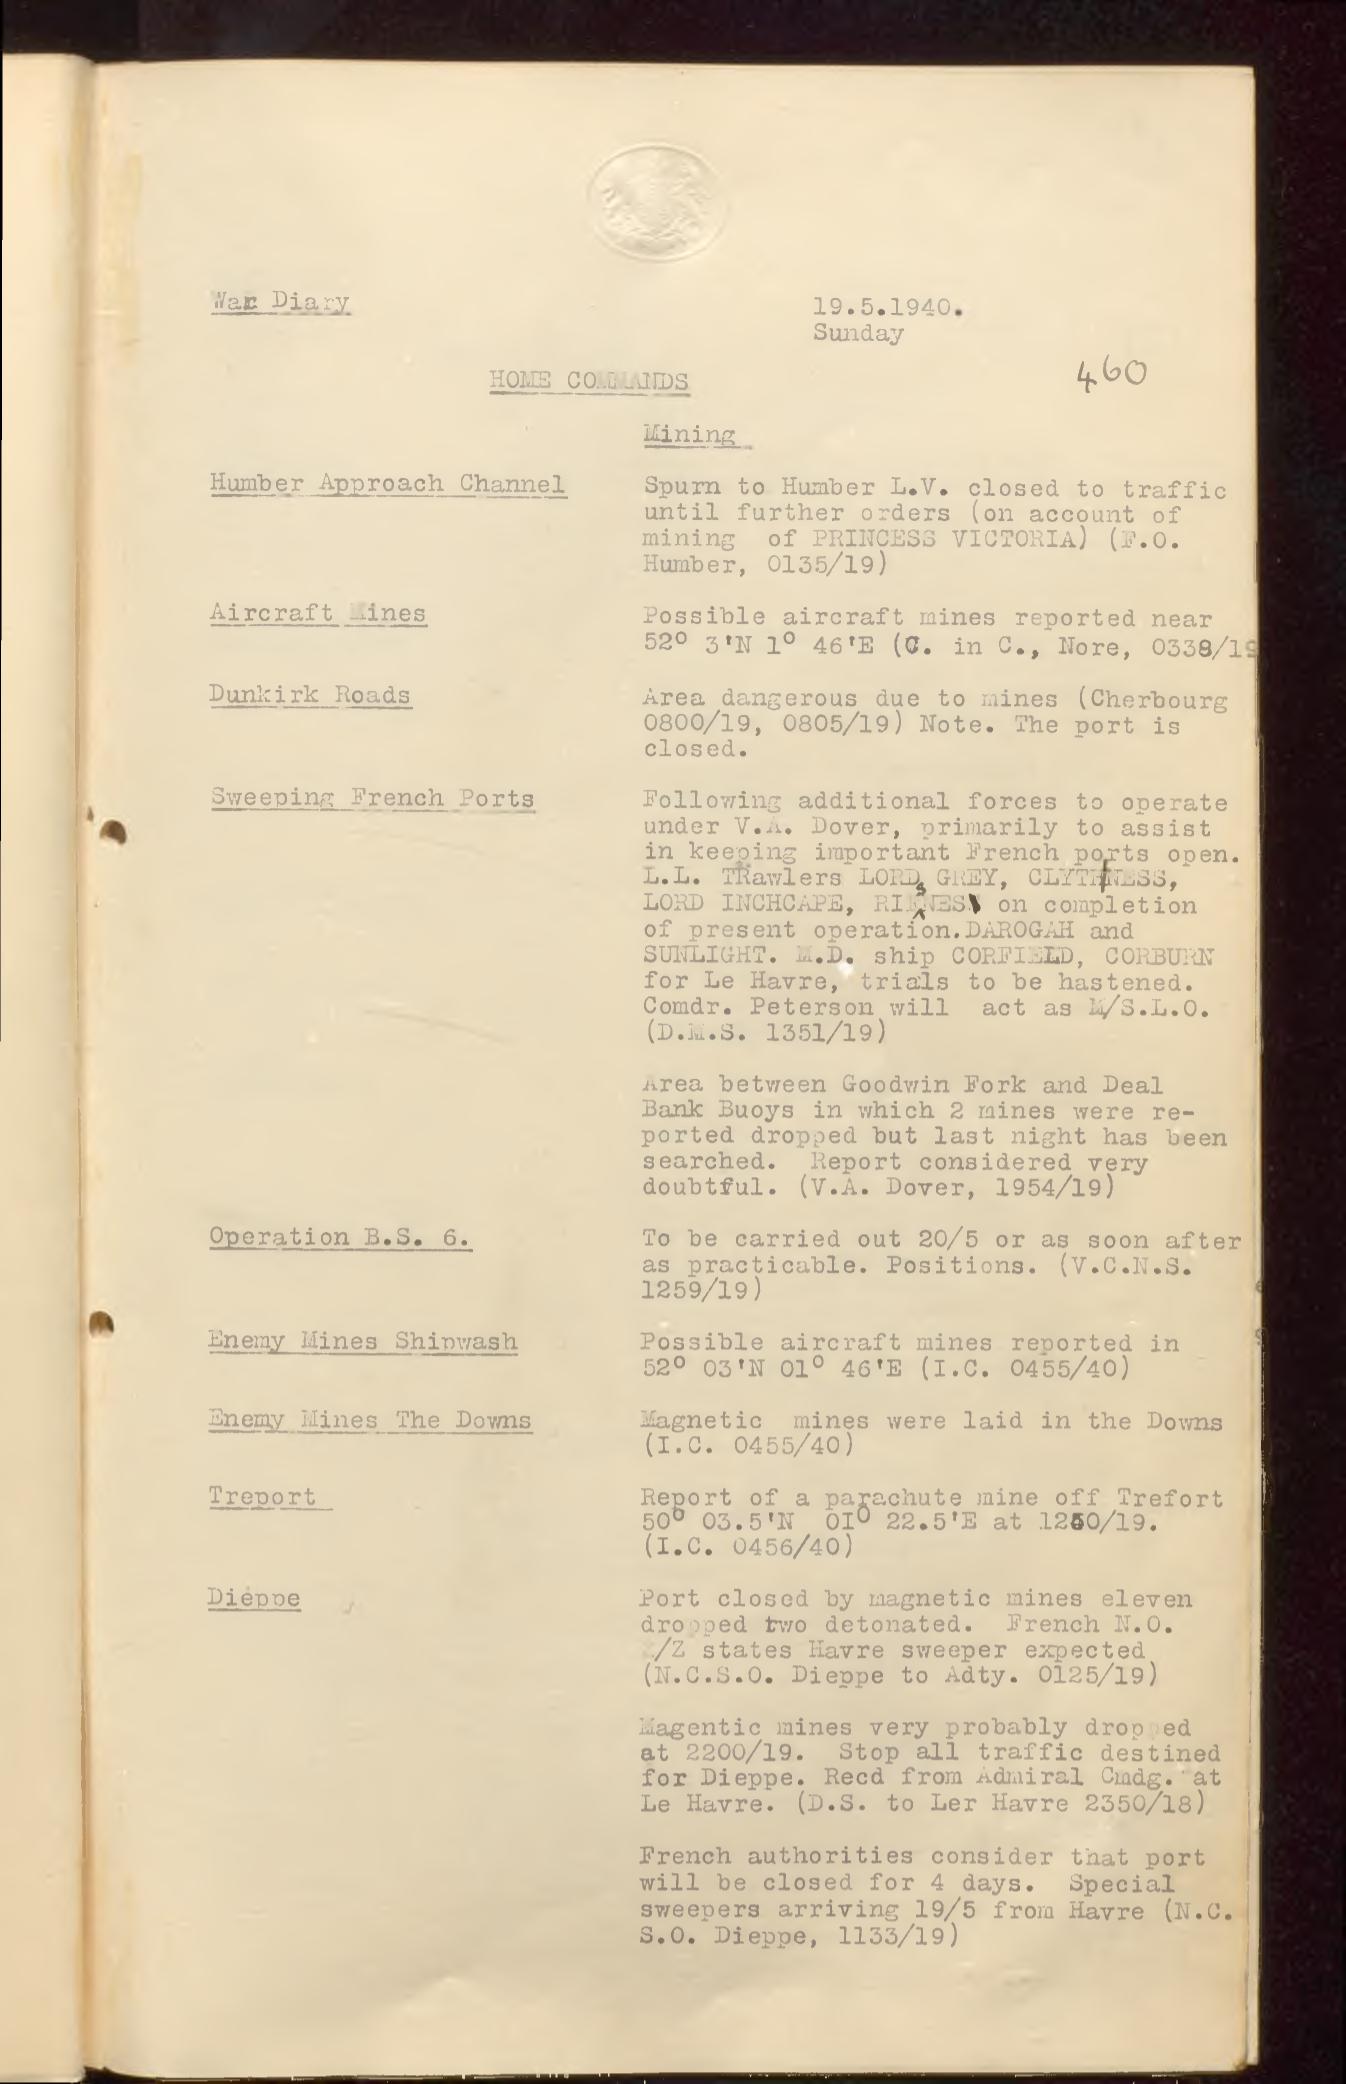 War Diary
19.5.1940.
Sunday
460
HOME COMMANDS
Mining
Humber Approach Channel
Spurn to Humber L.V. closed to traffic
until further orders (on account of
mining of PRINCESS VICTORIA) (F.O.
Humber, 0135/19)
Aircraft Mines
Possible aircraft mines reported near
52° 3'N 1° 46'E (C. in C., Nore, 0338/19
Dunkirk Roads
Area dangerous due to mines (Cherbourg
0800/19, 0805/19) Note. The port is
closed.
Sweeping French Ports
Following additional forces to operate
under V.A. Dover, primarily to assist
in keeping important French ports open.
L.L. TRawlers LORD, GREY, CLYTHNESS,
LORD INCHCAPE, on completion
of present operation.DAROGAH and
SUNLIGHT. M.D. ship CORFIELD, CORBURN
for Le Havre, trials to be hastened.
Comdr. Peterson will act as M/S.L.O.
(D.M.S. 1351/19)
Area between Goodwin Fork and Deal
Bank Buoys in which 2 mines were re-
ported dropped but last night has been
searched. Report considered very
doubtful. (V.A. Dover, 1954/19)
Operation B.S. 6.
To be carried out 20/5 or as soon after
as practicable. Positions. (V.C.N.S.
1259/19)
Enemy Mines Shipwash
Possible aircraft mines reported in
52° 03'N 01° 46'E (I.C. 0455/40)
Enemy Mines The Downs
Magnetic mines were laid in the Downs
(I.C. 0455/40)
Treport
Report of a parachute mine off Trefort
50° 03.5'N 01° 22.5'E at
(I.C. 0456/40)
Dieppe
Port closed by magnetic mines eleven
dropped two detonated. French N.O.
/Z states Havre sweeper expected
(N.C.S.O. Dieppe to Adty. 0125/19)
Magentic mines very probably dropped
at 2200/19. Stop all traffic destined
for Dieppe. Recd from Admiral Cmdg. at
Le Havre. (D.S. to Ler Havre 2350/18)
French authorities consider that port
will be closed for 4 days. Special
sweepers arriving 19/5 from Havre (N.C.
S.O. Dieppe, 1133/19)